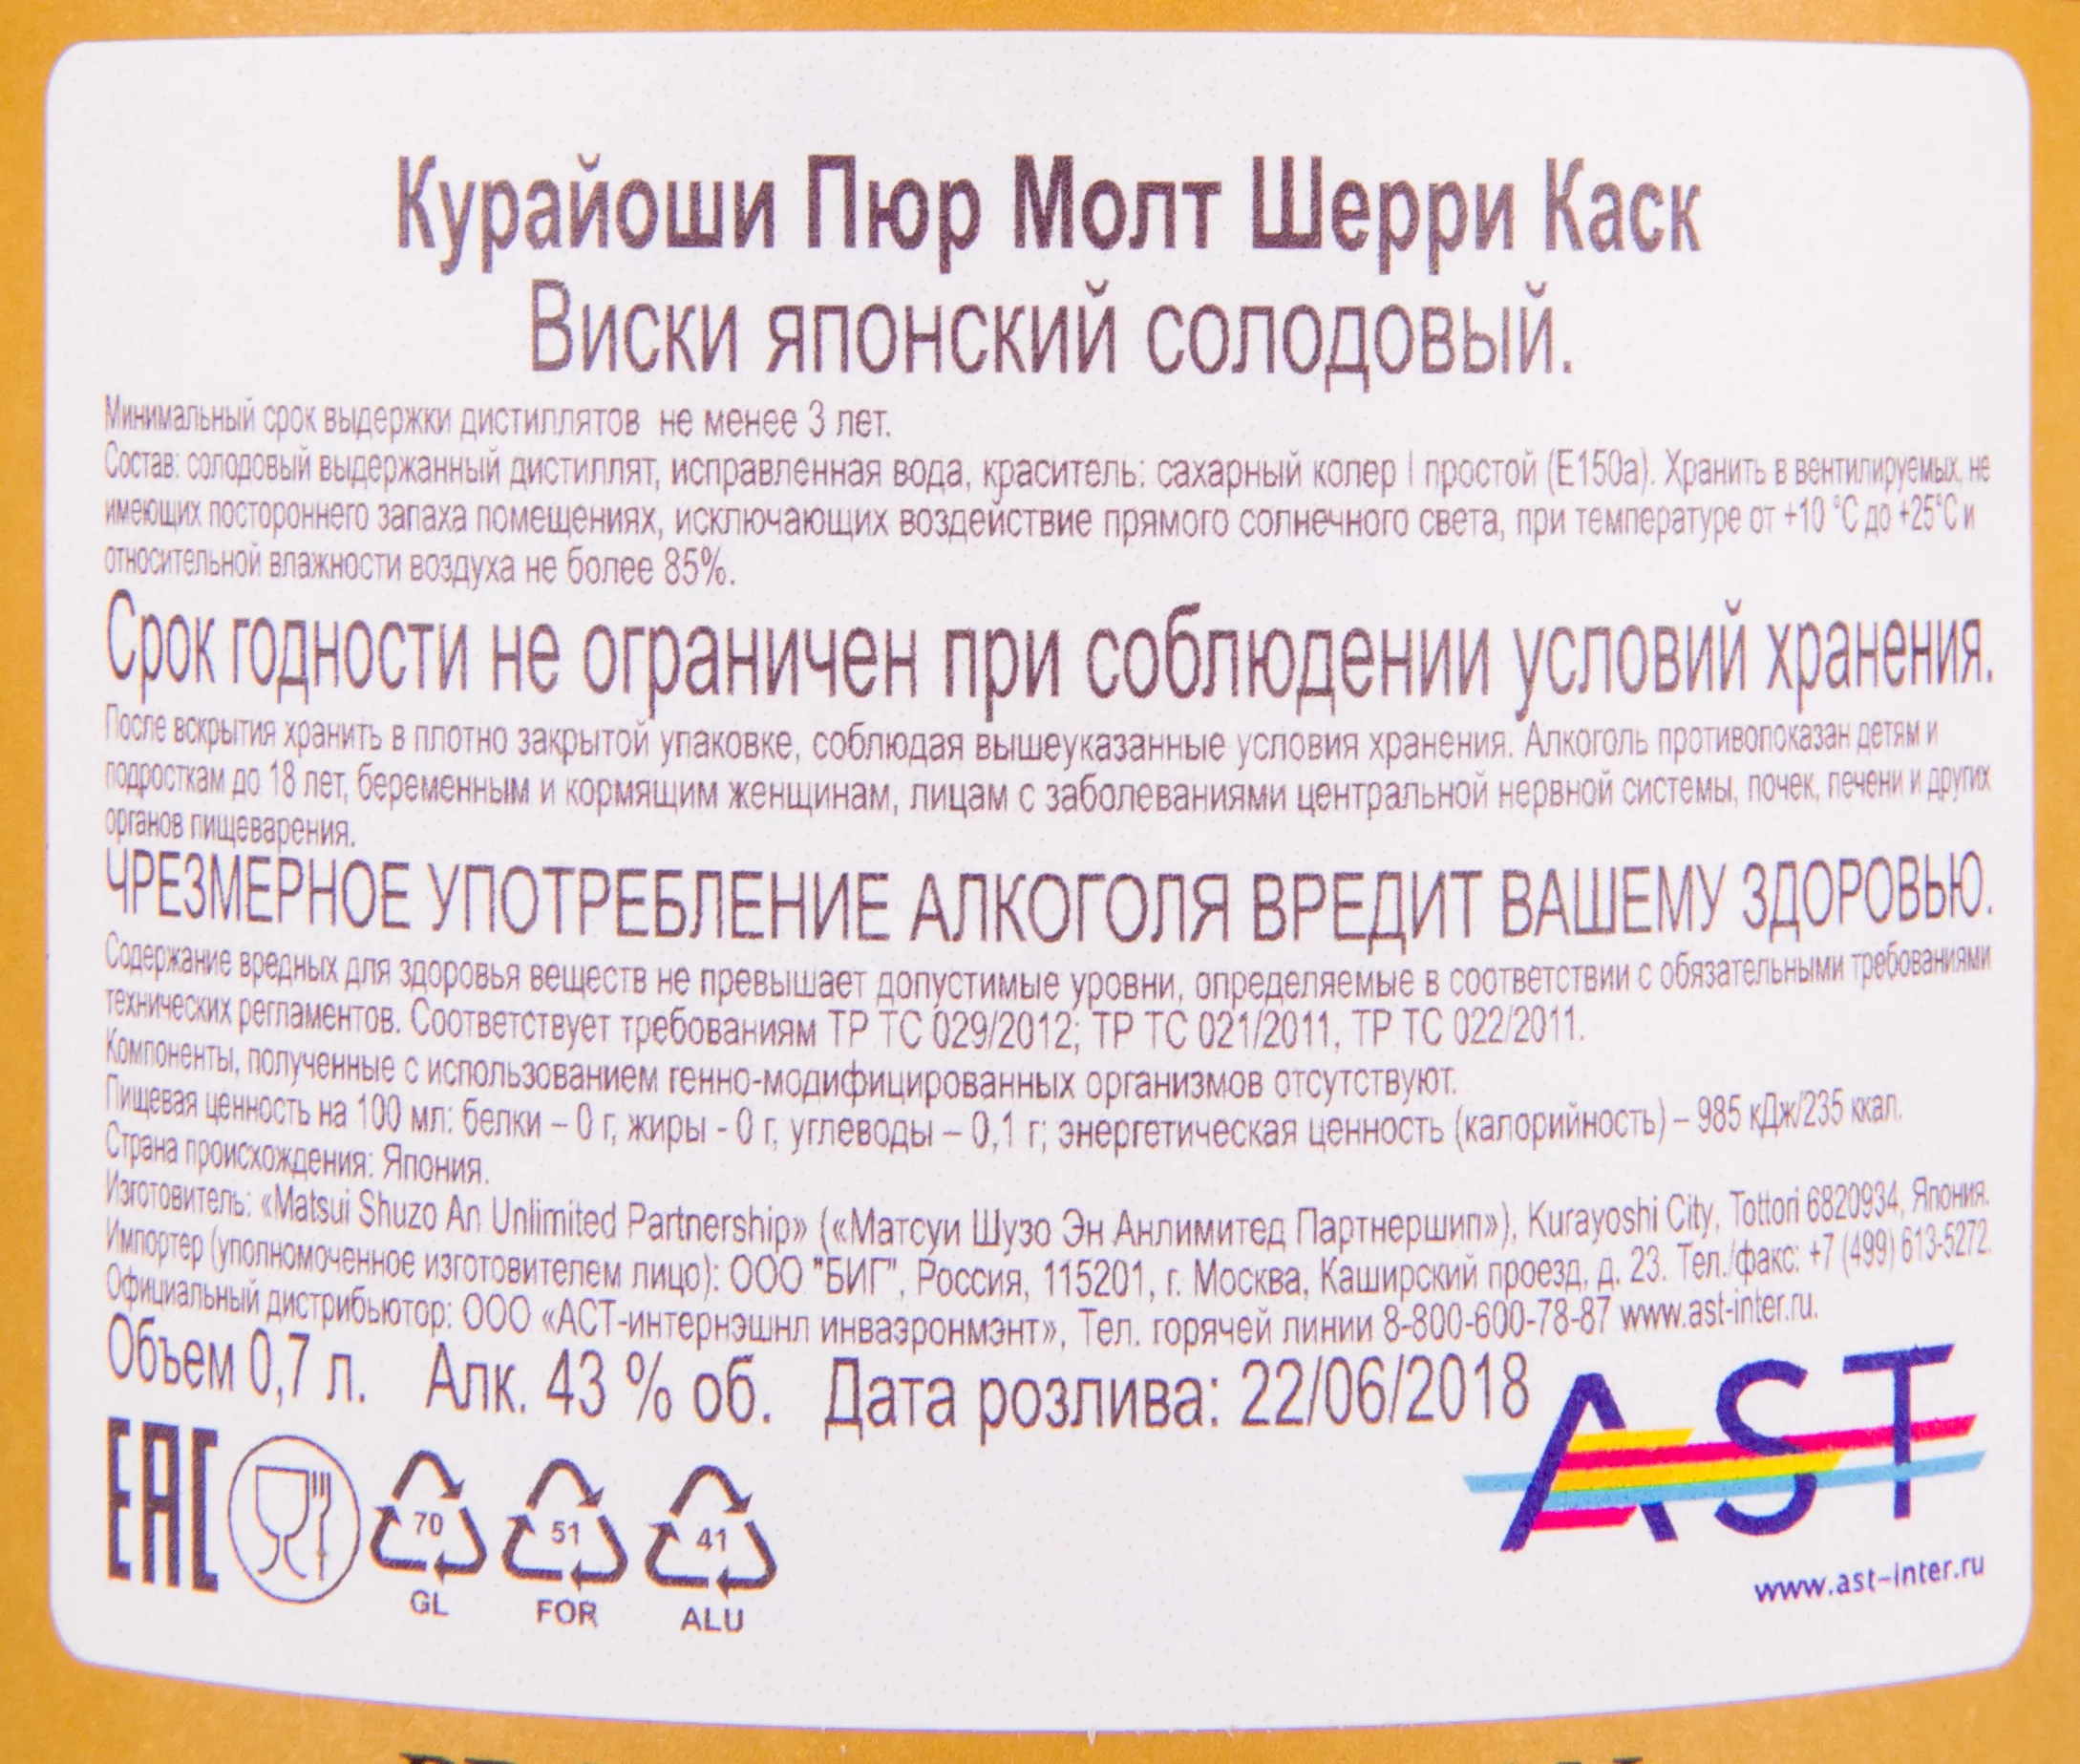 Курайоши Пюр Молт Шерри Каск
Виски японский солодовый.
Минимальный срок выдержки дистиллятов не менее 3 лет.
Состав: солодовый выдержанный дистиллят, исправленная вода, краситель: сахарный колер I простой (Е150а). Хранить в вентилируемых, не
имеющих постороннего запаха помещениях, исключающих воздействие прямого солнечного света, при температуре от +10 °С до +25°С и
относительной влажности воздуха не более 85%.
Срок годности не ограничен при соблюдении условий хранения.
После вскрытия хранить в плотно закрытой упаковке, соблюдая вышеуказанные условия хранения. Алкоголь противопоказан детям и
подросткам до 18 лет, беременным и кормящим женщинам, лицам с заболеваниями центральной нервной системы, почек, печени и других
органов пищеварения.
ЧРЕЗМЕРНОЕ УПОТРЕБЛЕНИЕ АЛКОГОЛЯ ВРЕДИТ ВАШЕМУ ЗДОРОВЬЮ.
Содержание вредных для здоровья веществ не превышает допустимые уровни, определяемые в соответствии с обязательными требованиями
технических регламентов. Соответствует требованиям ТР ТС 029/2012; ТР ТС 021/2011, ТР ТС 022/2011.
Компоненты, полученные с использованием генно-модифицированных организмов отсутствуют.
Пищевая ценность на 100 мл: белки – 0 г, жиры - 0 г, углеводы – 0,1 г; энергетическая ценность (калорийность) – 985 кДж/235 ккал.
Страна происхождения: Япония.
Изготовитель: «Matsui Shuzo An Unlimited Partnership» («Матсуи Шузо Эн Анлимитед Партнершип»), Kurayoshi City, Tottori 6820934, Япония.
Импортер (уполномоченное изготовителем лицо): ООО "БИГ", Россия, 115201, г. Москва, Каширский проезд, д. 23. Тел./факс: +7 (499) 613-5272.
Официальный дистрибьютор: ООО «АСТ-интернэшнл инваэронмэнт», Тел. горячей линии 8-800-600-78-87 www.ast-inter.ru.
Объем 0,7 л. Алк. 43 % об. Дата розлива: 22/06/2018
AST
EAC
70 51 41
GL FOR ALU
www.ast-inter.ru